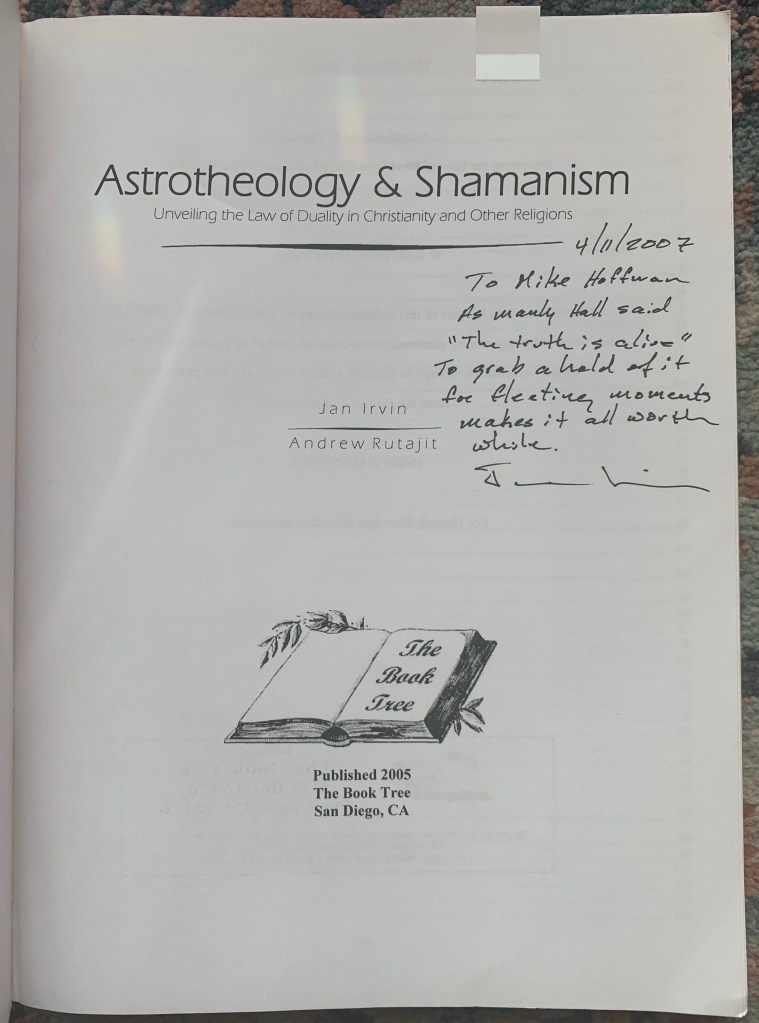 Astrotheology & Shamanism
Unveiling the Law of Duality in Christianity and Other Religions
4/11/2007
To Mike Hoffman
As manly Hall said
"The truth is alive"
To grab a hold of it
for fleeting moments
makes it all worth
while.
Jan Irvin
Jan Irvin
Andrew Rutajit
The Book Tree
Published 2005
The Book Tree
San Diego, CA